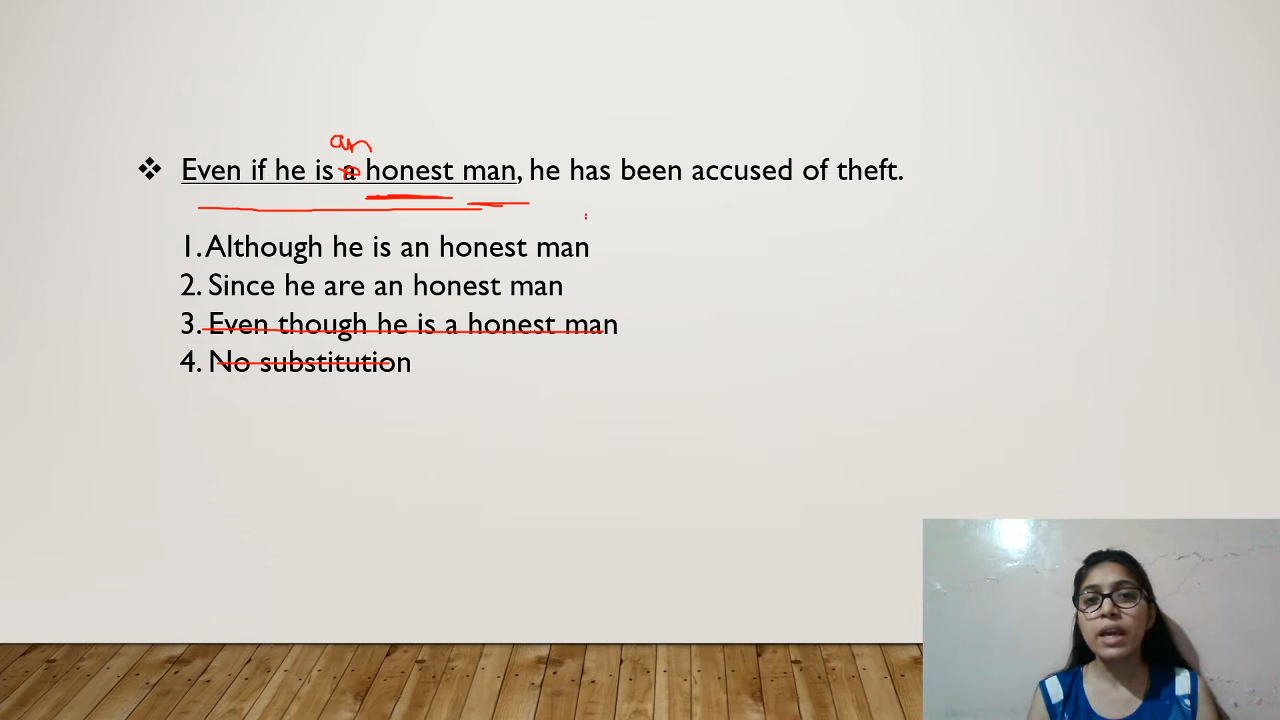 an
❖ Even if he is a honest man, he has been accused of theft.
1. Although he is an honest man
2. Since he are an honest man
3. Even though he is a honest man
4. No substitution